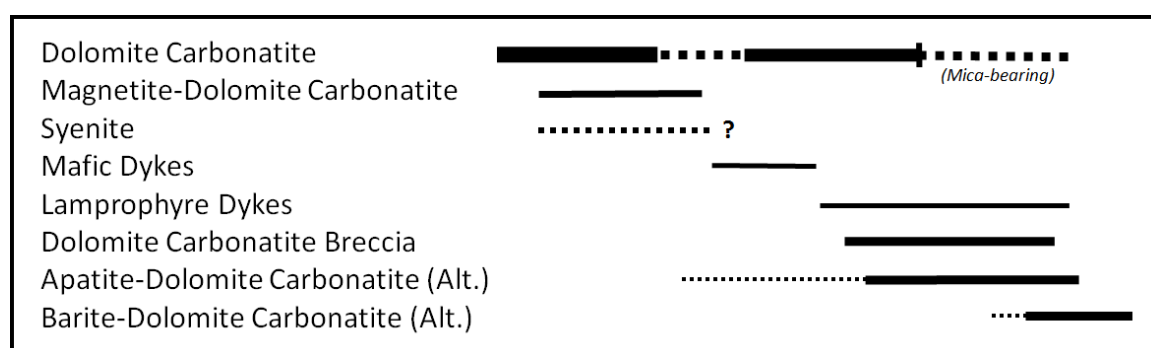 Dolomite Carbonatite
(Mica-bearing)
Magnetite-Dolomite Carbonatite
Syenite ?
Mafic Dykes
Lamprophyre Dykes
Dolomite Carbonatite Breccia
Apatite-Dolomite Carbonatite (Alt.)
Barite-Dolomite Carbonatite (Alt.)